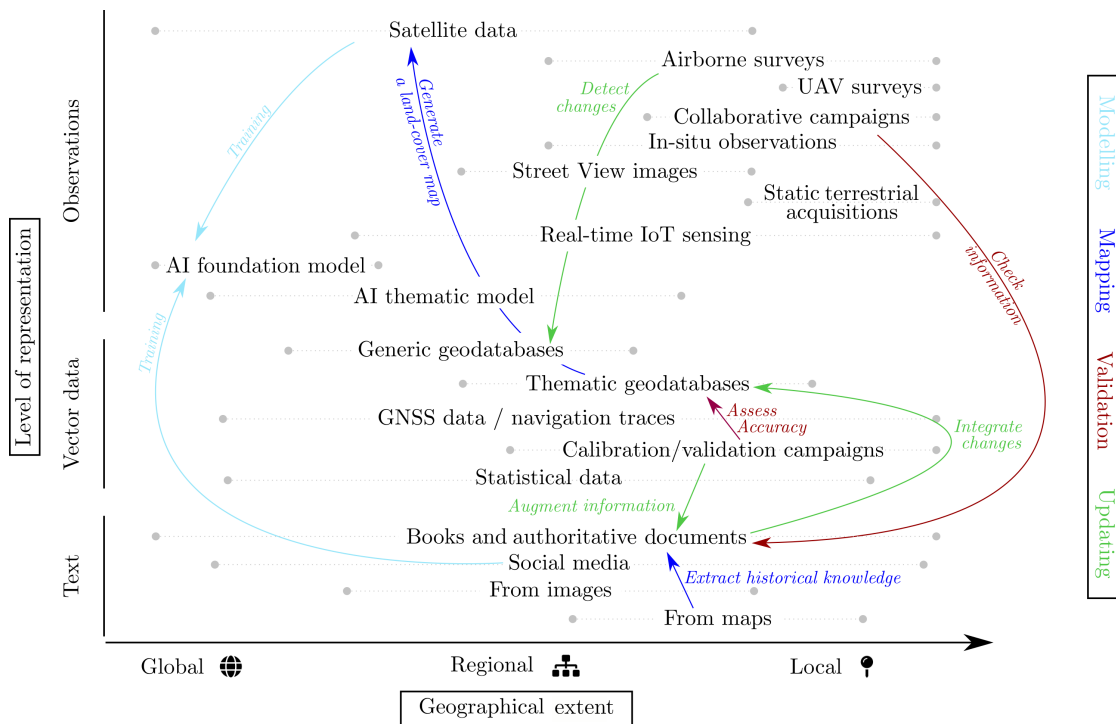 Satellite data
Airborne surveys
Detect
changes
UAV surveys
Generate
a land-cover map
Collaborative campaigns
Training
In-situ observations
Observations
Street View images
Static terrestrial
acquisitions
Real-time IoT sensing
Check
information
AI foundation model
AI thematic model
Level of representation
Training
Generic geodatabases
Thematic geodatabases
Vector data
GNSS data / navigation traces
Assess
Accuracy
Integrate
changes
Calibration/validation campaigns
Statistical data
Augment information
Books and authoritative documents
Text
Social media
Extract historical knowledge
From images
From maps
Global
Regional
Local
Geographical extent
Modelling
Mapping
Validation
Updating